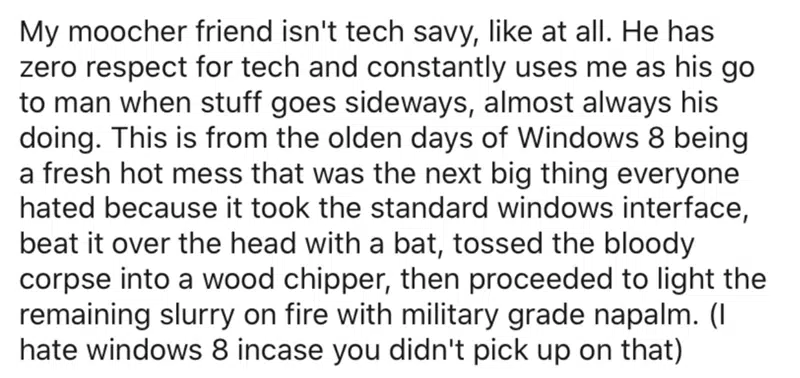 My moocher friend isn't tech savy, like at all. He has
zero respect for tech and constantly uses me as his go
to man when stuff goes sideways, almost always his
doing. This is from the olden days of Windows 8 being
a fresh hot mess that was the next big thing everyone
hated because it took the standard windows interface,
beat it over the head with a bat, tossed the bloody
corpse into a wood chipper, then proceeded to light the
remaining slurry on fire with military grade napalm. (I
hate windows 8 incase you didn't pick up on that)